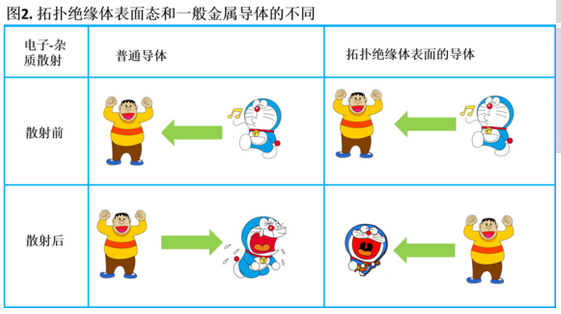 图2. 拓扑绝缘体表面态和一般金属导体的不同
电子-杂
质散射
普通导体
拓扑绝缘体表面的导体
散射前
散射后